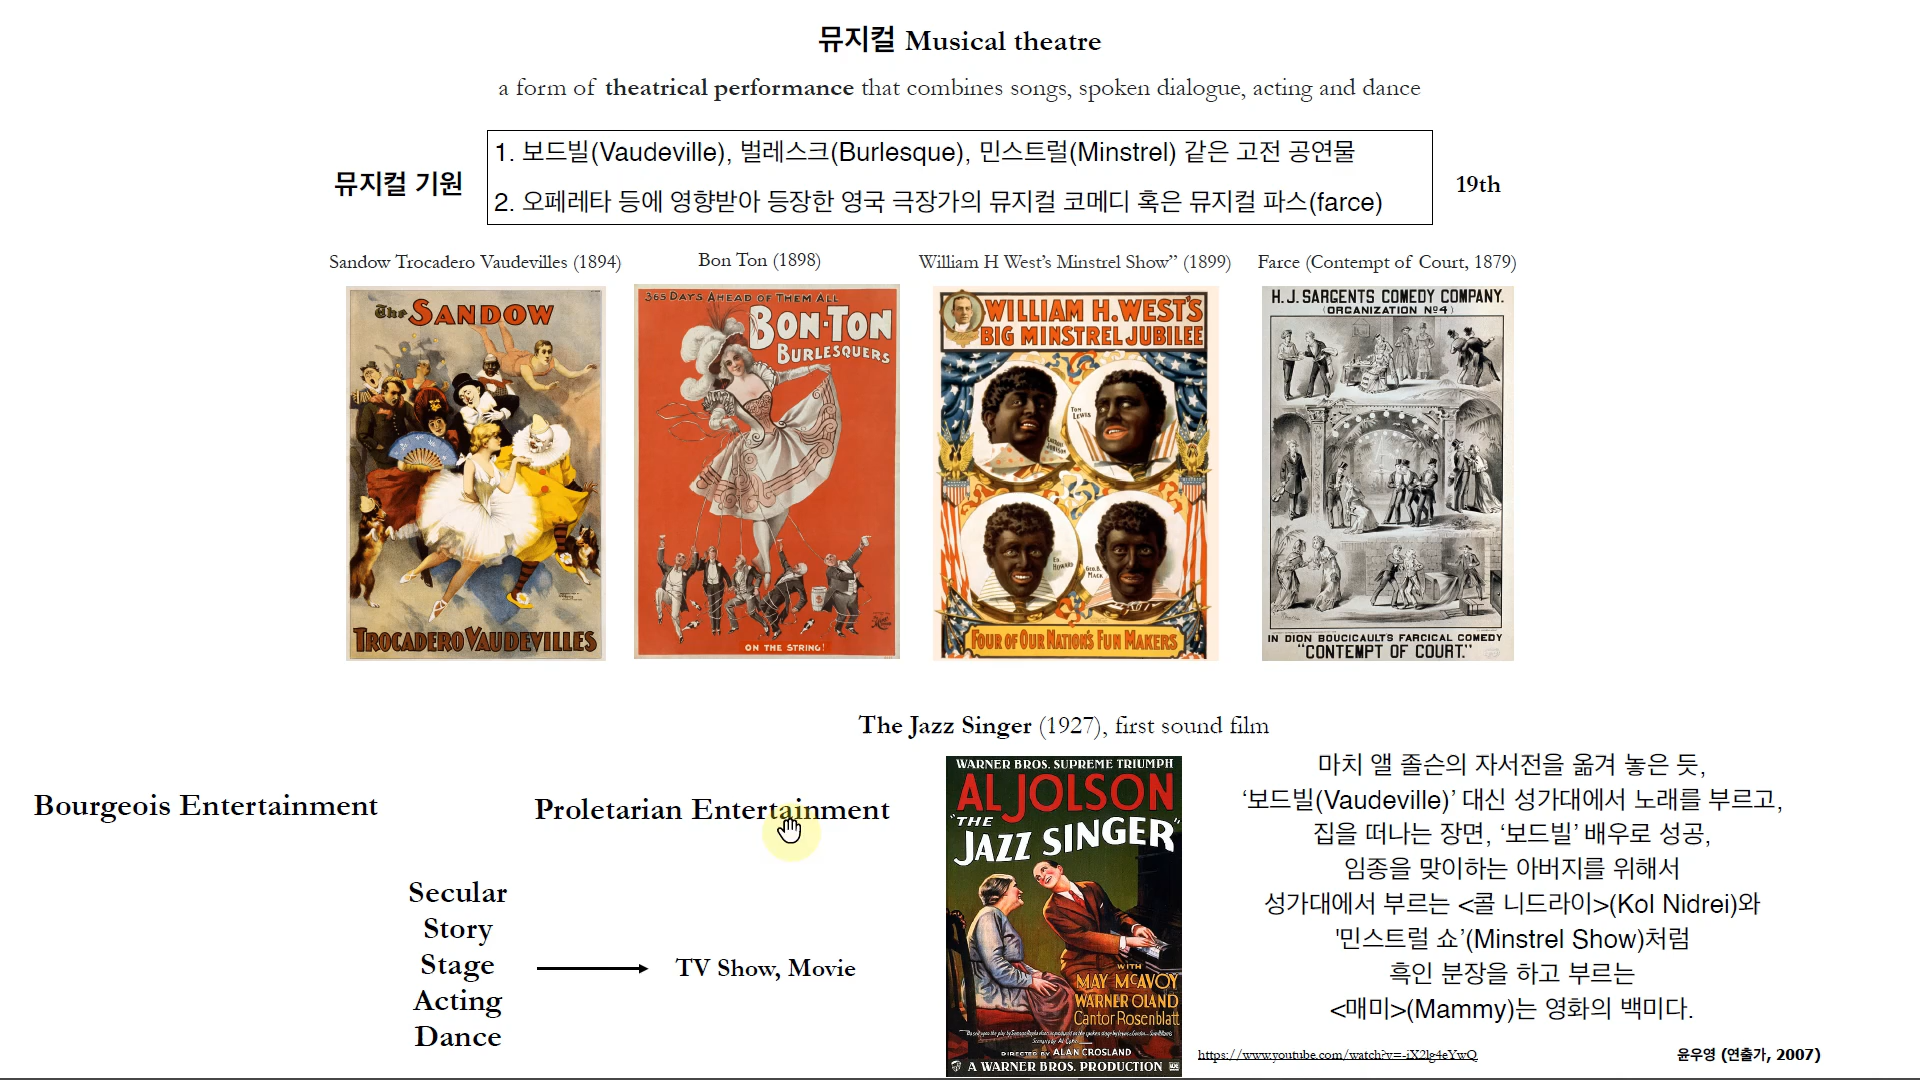 뮤지컬 Musical theatre
a form of theatrical performance that combines songs, spoken dialogue, acting and dance
뮤지컬 기원
1. 보드빌(Vaudeville), 벌레스크(Burlesque), 민스트럴(Minstrel) 같은 고전 공연물
2. 오페레타 등에 영향받아 등장한 영국 극장가의 뮤지컬 코메디 혹은 뮤지컬 파스(farce)
19th
Sandow Trocadero Vaudevilles (1894)
Bon Ton (1898)
William H West’s Minstrel Show” (1899)
Farce (Contempt of Court, 1879)
The SANDOW
TROCADERO VAUDEVILLES
365 DAYS AHEAD OF THEM ALL
BON-TON
BURLESQUERS
ON THE STRING!
WILLIAM H. WEST'S
BIG MINSTREL JUBILEE
TOM LEWIS
ED. HOWARD
GEO. B. MACK
FOUR OF OUR NATION'S FUN MAKERS
H. J. SARGENTS COMEDY COMPANY.
(ORGANIZATION Nº4)
IN DION BOUCICAULT'S FARCICAL COMEDY
"CONTEMPT OF COURT."
The Jazz Singer (1927), first sound film
Bourgeois Entertainment
Proletarian Entertainment
Secular
Story
Stage
Acting
Dance
TV Show, Movie
WARNER BROS. SUPREME TRIUMPH
AL JOLSON
"THE
JAZZ SINGER"
WITH
MAY McAVOY
WARNER OLAND
Cantor Rosenblatt
DIRECTED BY ALAN CROSLAND
A WARNER BROS. PRODUCTION
마치 앨 졸슨의 자서전을 옮겨 놓은 듯,
‘보드빌(Vaudeville)’ 대신 성가대에서 노래를 부르고,
집을 떠나는 장면, ‘보드빌’ 배우로 성공,
임종을 맞이하는 아버지를 위해서
성가대에서 부르는 <콜 니드라이>(Kol Nidrei)와
'민스트럴 쇼’(Minstrel Show)처럼
흑인 분장을 하고 부르는
<매미>(Mammy)는 영화의 백미다.
https://www.youtube.com/watch?v=-iX2lg4eYwQ
윤우영 (연출가, 2007)